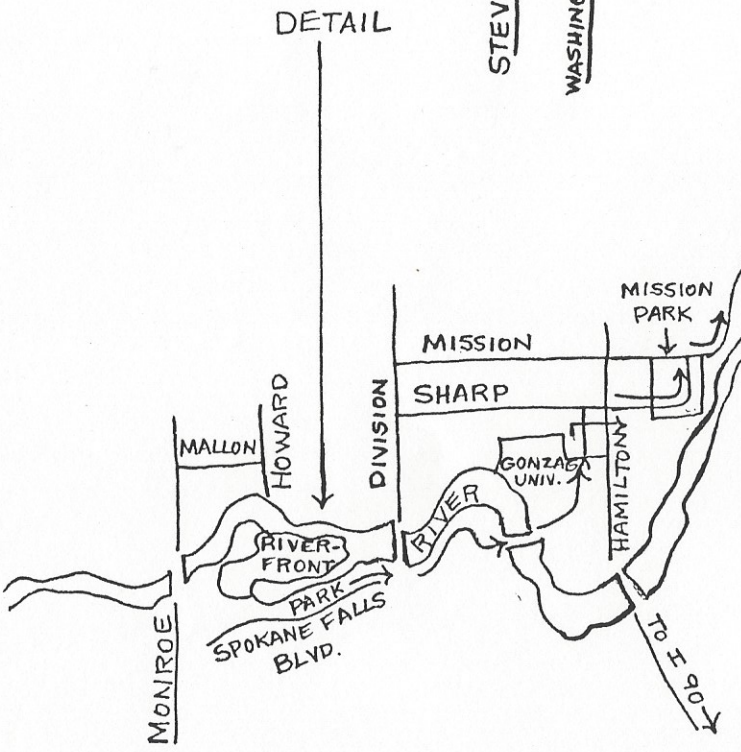 DETAIL
STEV
WASHING
MISSION
PARK
MISSION
SHARP
DIVISION
HOWARD
MALLON
GONZAG
UNIV.
HAMILTON
RIVER
RIVER-
FRONT
PARK
SPOKANE FALLS
BLVD.
MONROE
TO I 90